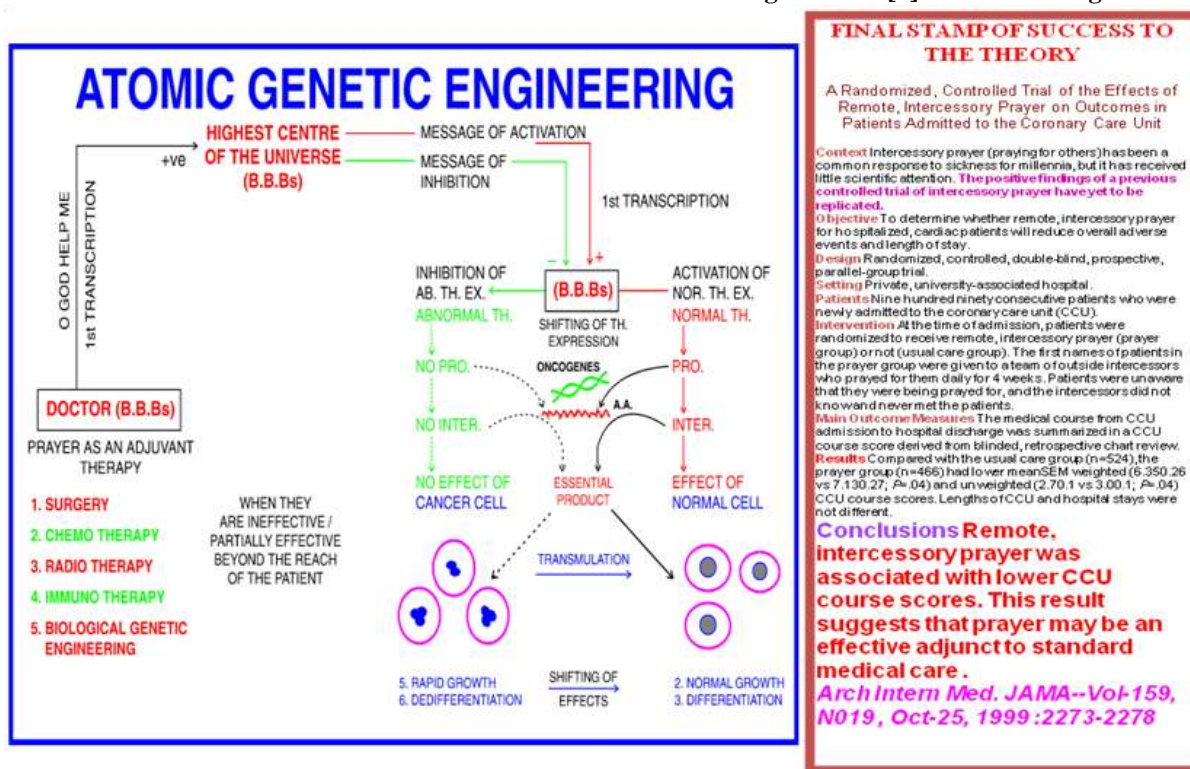 ATOMIC GENETIC ENGINEERING
HIGHEST CENTRE
OF THE UNIVERSE
(B.B.Bs)
+ve
MESSAGE OF ACTIVATION
MESSAGE OF
INHIBITION
1st TRANSCRIPTION
O GOD HELP ME
1st TRANSCRIPTION
DOCTOR (B.B.Bs)
PRAYER AS AN ADJUVANT
THERAPY
1. SURGERY
2. CHEMO THERAPY
3. RADIO THERAPY
4. IMMUNO THERAPY
5. BIOLOGICAL GENETIC
ENGINEERING
WHEN THEY
ARE INEFFECTIVE /
PARTIALLY EFFECTIVE
BEYOND THE REACH
OF THE PATIENT
– +
INHIBITION OF
AB. TH. EX.
ABNORMAL TH.
(B.B.Bs)
SHIFTING OF TH.
EXPRESSION
ACTIVATION OF
NOR. TH. EX.
NORMAL TH.
NO PRO.
ONCOGENES
PRO.
A.A.
NO INTER.
INTER.
NO EFFECT OF
CANCER CELL
ESSENTIAL
PRODUCT
EFFECT OF
NORMAL CELL
TRANSMULATION
5. RAPID GROWTH
6. DEDIFFERENTIATION
SHIFTING OF
EFFECTS
2. NORMAL GROWTH
3. DIFFERENTIATION
FINAL STAMP OF SUCCESS TO
THE THEORY
A Randomized, Controlled Trial of the Effects of
Remote, Intercessory Prayer on Outcomes in
Patients Admitted to the Coronary Care Unit
Context Intercessory prayer (praying for others) has been a
common response to sickness for millennia, but it has received
little scientific attention. The positive findings of a previous
controlled trial of intercessory prayer have yet to be
replicated.
Objective To determine whether remote, intercessory prayer
for hospitalized, cardiac patients will reduce overall adverse
events and length of stay.
Design Randomized, controlled, double-blind, prospective,
parallel-group trial.
Setting Private, university-associated hospital.
Patients Nine hundred ninety consecutive patients who were
newly admitted to the coronary care unit (CCU).
Intervention At the time of admission, patients were
randomized to receive remote, intercessory prayer (prayer
group) or not (usual care group). The first names of patients in
the prayer group were given to a team of outside intercessors
who prayed for them daily for 4 weeks. Patients were unaware
that they were being prayed for, and the intercessors did not
know and never met the patients.
Main Outcome Measures The medical course from CCU
admission to hospital discharge was summarized in a CCU
course score derived from blinded, retrospective chart review.
Results Compared with the usual care group (n=524), the
prayer group (n=466) had lower meanSEM weighted (6.350.26
vs 7.130.27; P=.04) and unweighted (2.70.1 vs 3.00.1; P=.04)
CCU course scores. Lengths of CCU and hospital stays were
not different.
Conclusions Remote,
intercessory prayer was
associated with lower CCU
course scores. This result
suggests that prayer may be an
effective adjunct to standard
medical care.
Arch Intern Med. JAMA--Vol-159,
N019, Oct-25, 1999 :2273-2278